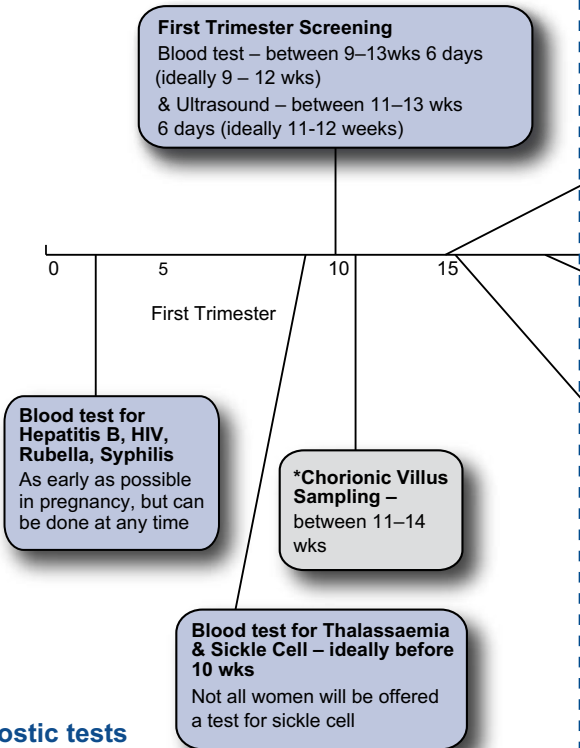 First Trimester Screening
Blood test – between 9–13wks 6 days
(ideally 9 – 12 wks)
& Ultrasound – between 11–13 wks
6 days (ideally 11-12 weeks)
0 5 10 15
First Trimester
Blood test for
Hepatitis B, HIV,
Rubella, Syphilis
As early as possible
in pregnancy, but can
be done at any time
*Chorionic Villus
Sampling –
between 11–14
wks
Blood test for Thalassaemia
& Sickle Cell – ideally before
10 wks
Not all women will be offered
a test for sickle cell
ostic tests